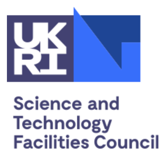 UK
RI
Science and
Technology
Facilities Council